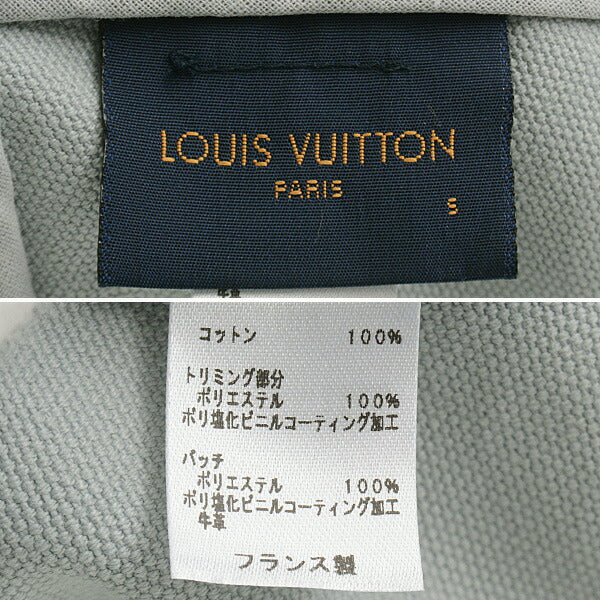 LOUIS VUITTON
PARIS
S
牛革
コットン 100%
トリミング部分
ポリエステル 100%
ポリ塩化ビニルコーティング加工
パッチ
ポリエステル 100%
ポリ塩化ビニルコーティング加工
牛革
フランス製